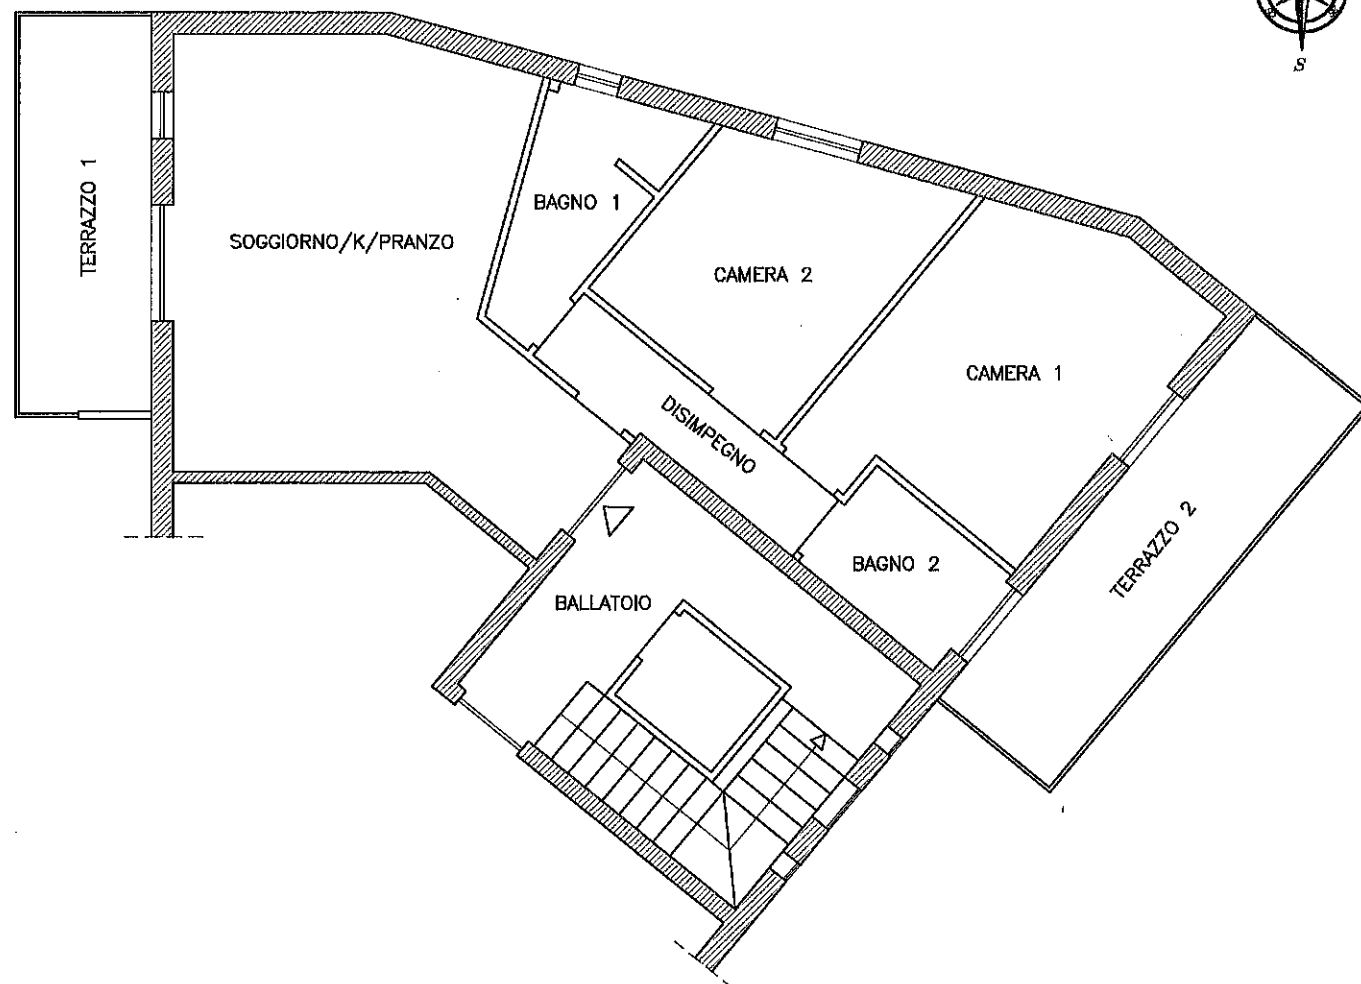 S
TERRAZZO 1
SOGGIORNO/K/PRANZO
BAGNO 1
CAMERA 2
CAMERA 1
DISIMPEGNO
BAGNO 2
TERRAZZO 2
BALLATOIO